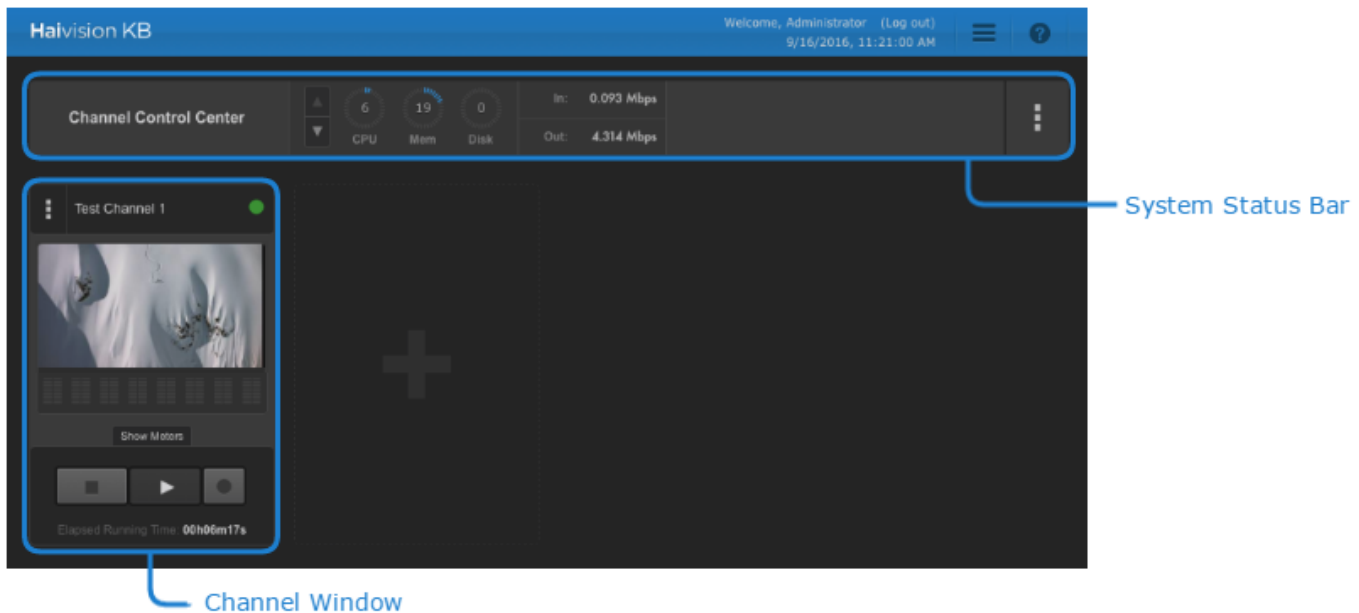 Haivision KB
Welcome, Administrator (Log out)
9/16/2016, 11:21:00 AM
Channel Control Center
6
19
0
CPU
Mem
Disk
In: 0.093 Mbps
Out: 4.314 Mbps
System Status Bar
Test Channel 1
Show Meters
Elapsed Running Time: 00h06m17s
Channel Window